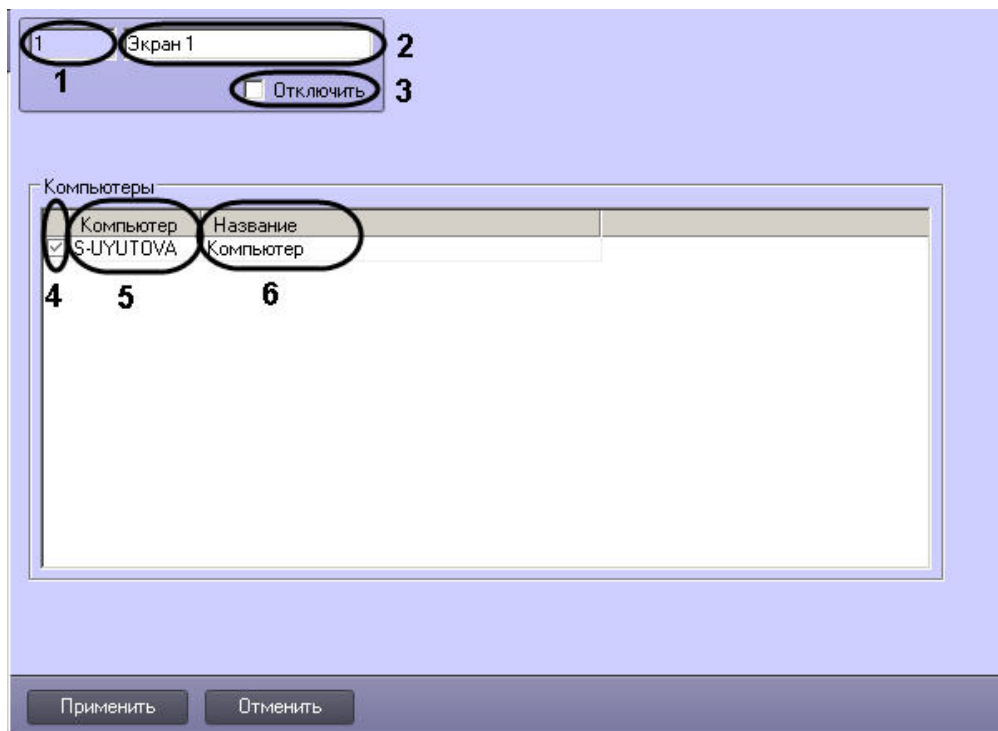 1 Экран 1 2
1 Отключить 3
Компьютеры
Компьютер Название
S-UYUTOVA Компьютер
4 5 6
Применить Отменить